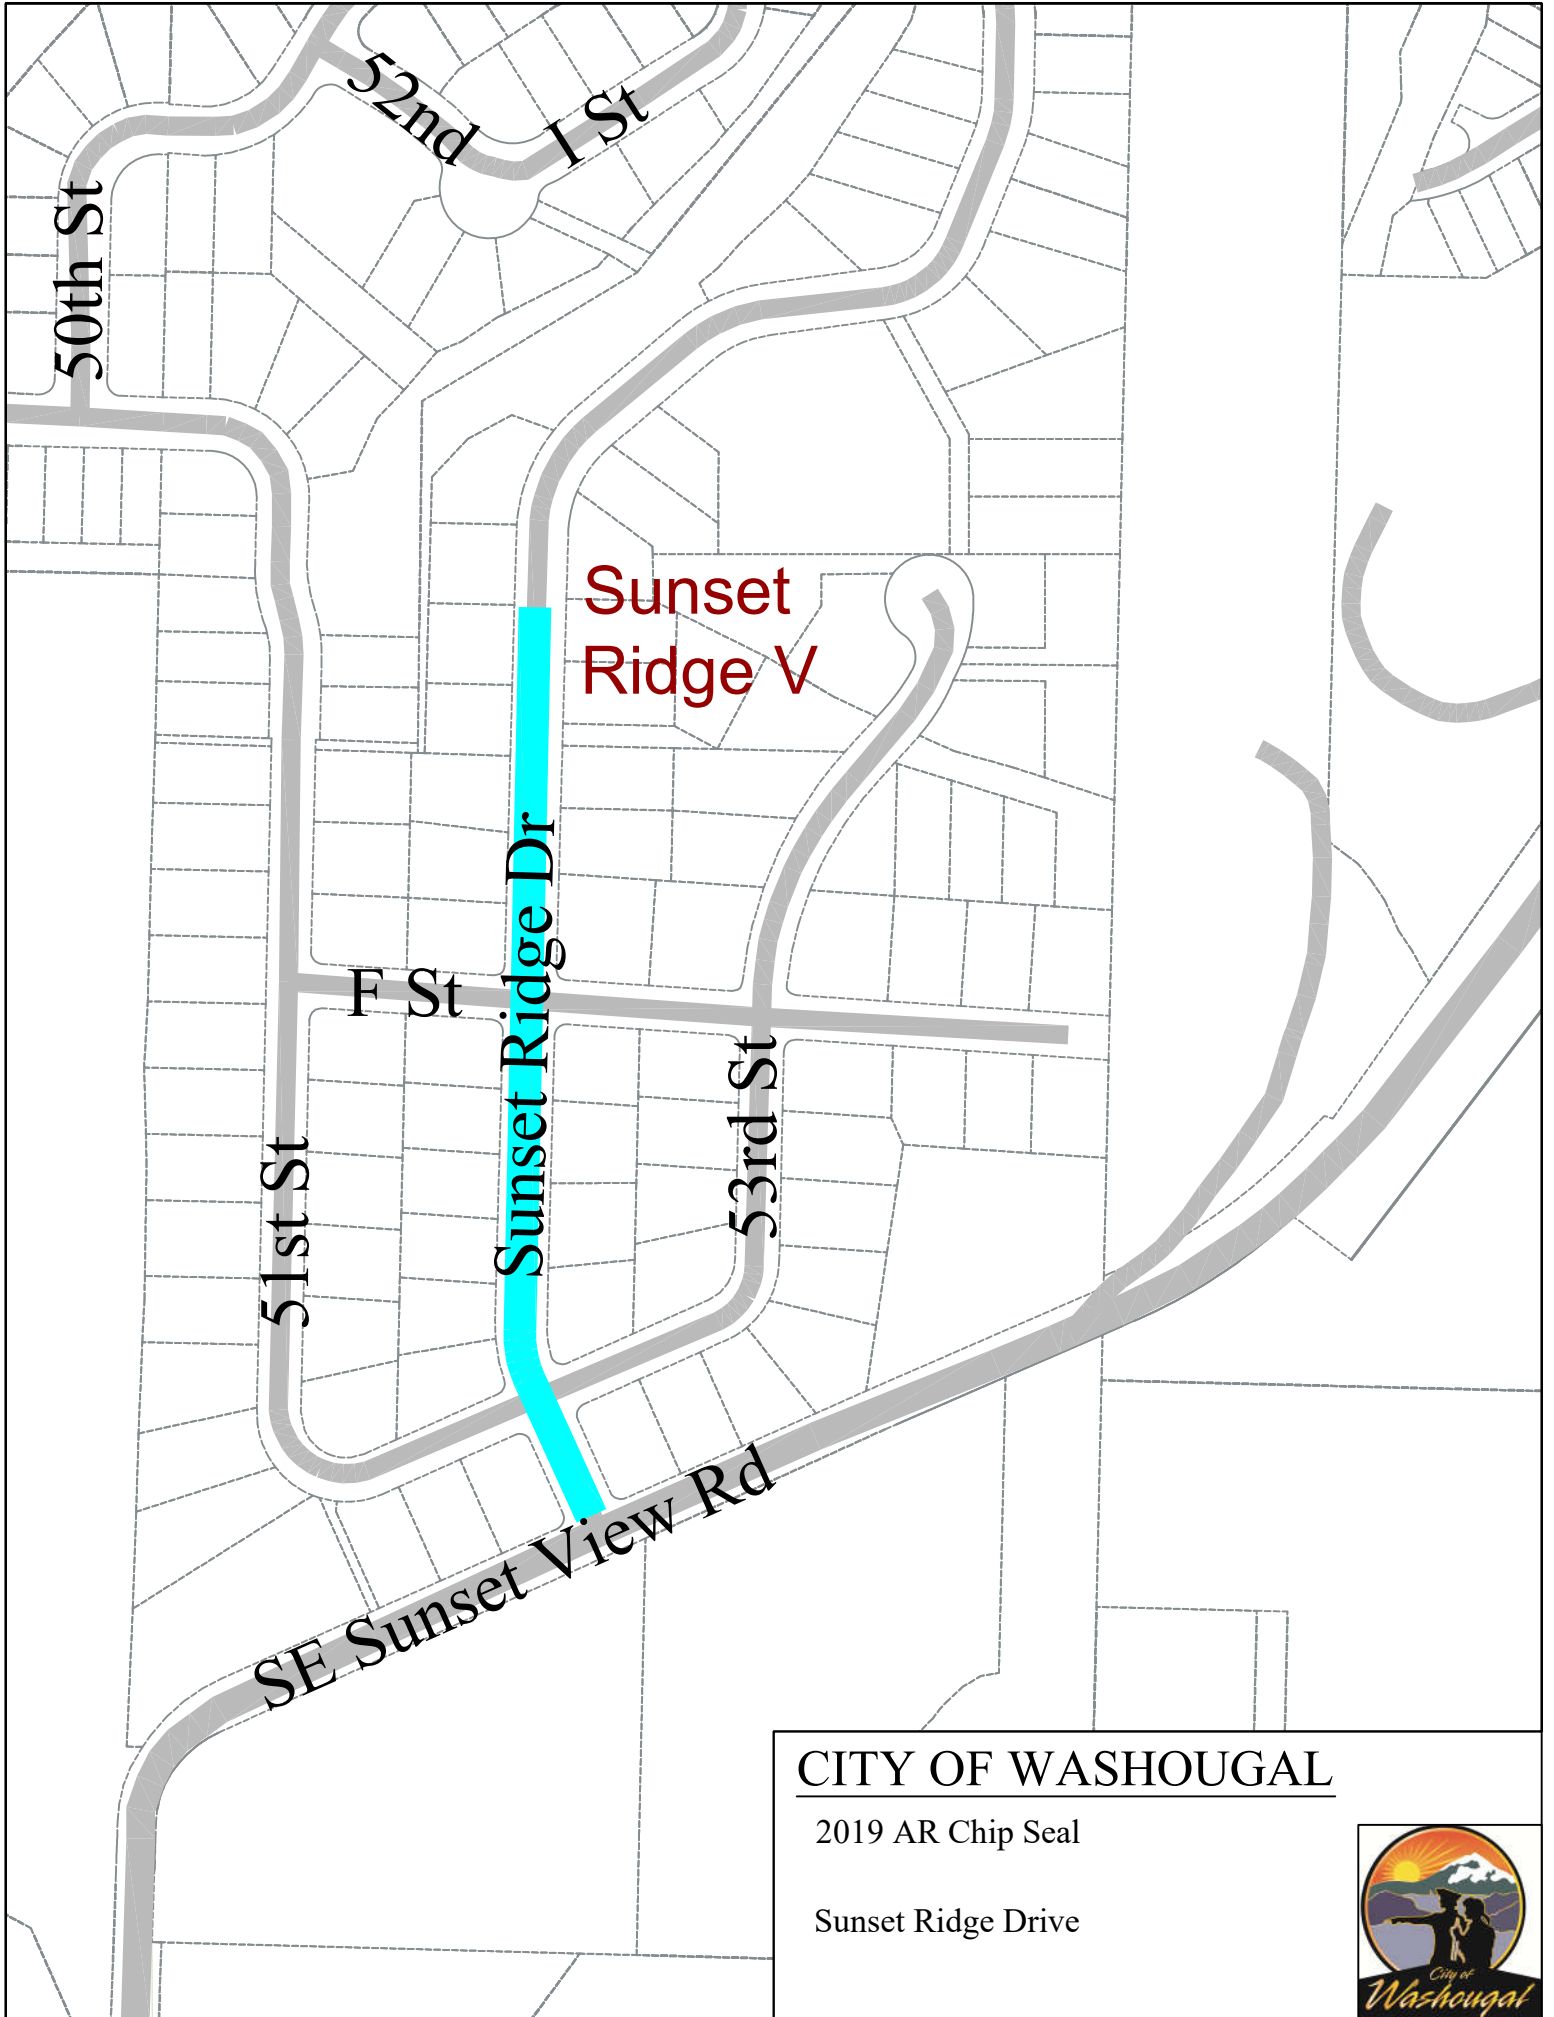 52nd
I St
50th St
Sunset
Ridge V
Sunset Ridge Dr
F St
53rd St
51st St
SE Sunset View Rd
CITY OF WASHOUGAL
2019 AR Chip Seal
Sunset Ridge Drive
City of
Washougal